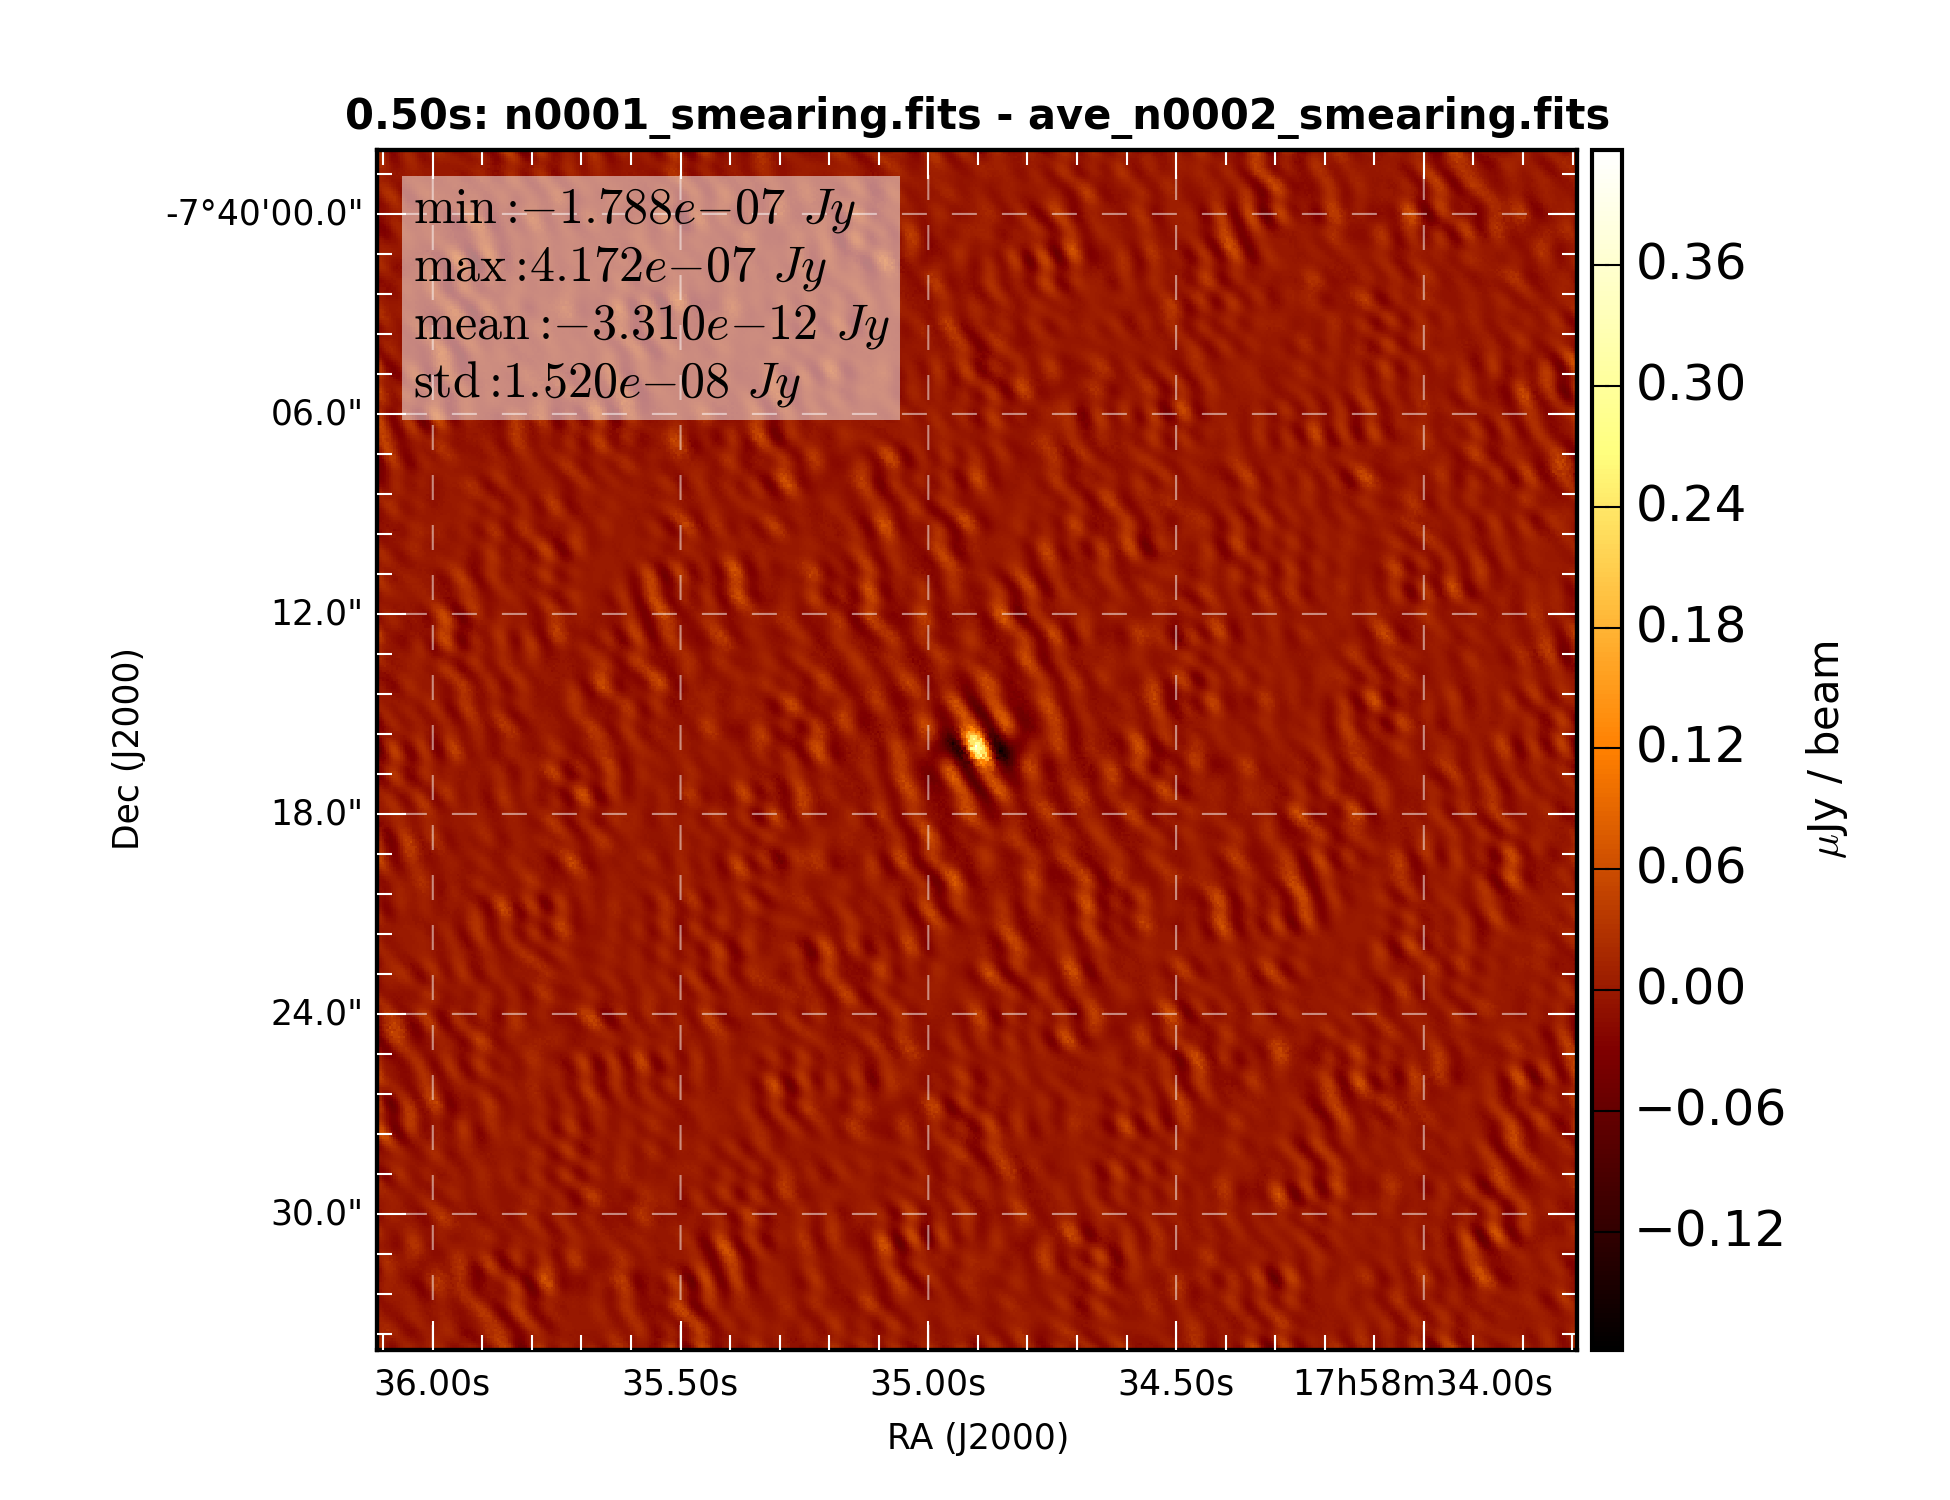 0.50s: n0001_smearing.fits - ave_n0002_smearing.fits
min :−1.788e−07 Jy
max :4.172e−07 Jy
mean :−3.310e−12 Jy
std :1.520e−08 Jy
-7°40'00.0"
06.0"
12.0"
18.0"
24.0"
30.0"
Dec (J2000)
36.00s 35.50s 35.00s 34.50s 17h58m34.00s
RA (J2000)
0.36
0.30
0.24
0.18
0.12
0.06
0.00
−0.06
−0.12
μJy / beam